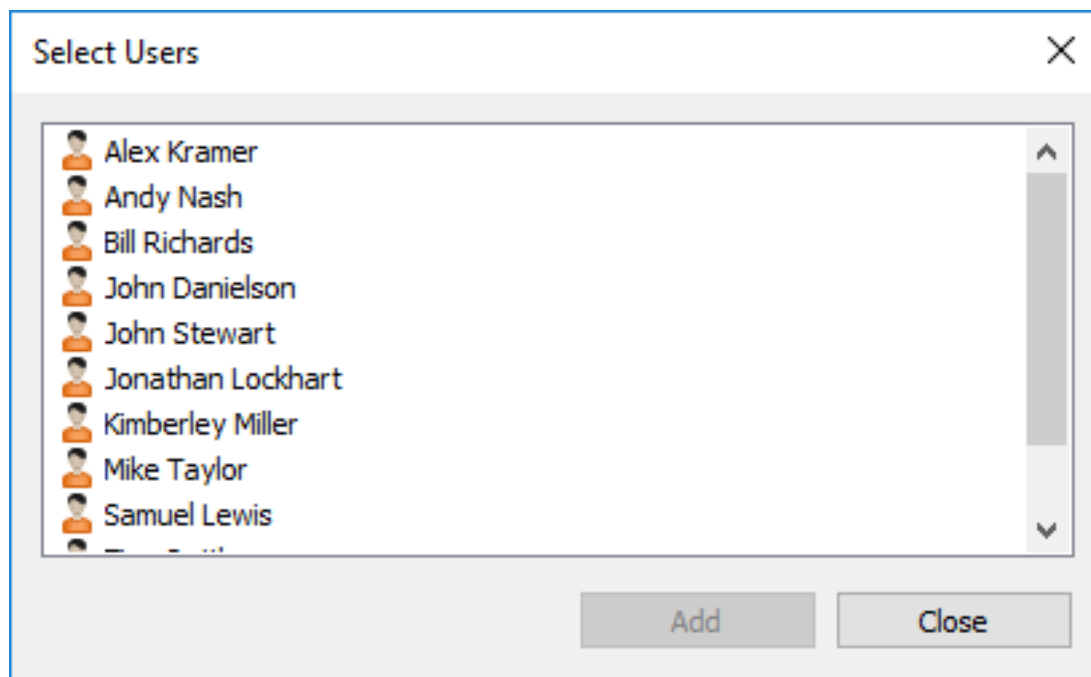 Select Users
Alex Kramer
Andy Nash
Bill Richards
John Danielson
John Stewart
Jonathan Lockhart
Kimberley Miller
Mike Taylor
Samuel Lewis
Add
Close